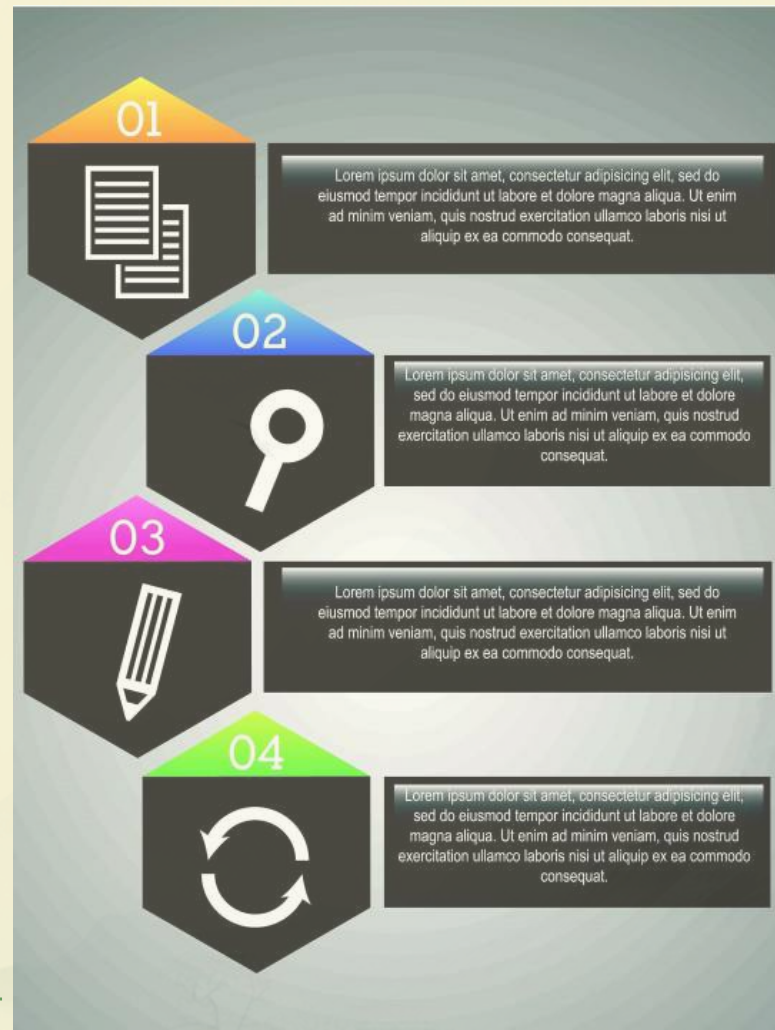 01
Lorem ipsum dolor sit amet, consectetur adipisicing elit, sed do
eiusmod tempor incididunt ut labore et dolore magna aliqua. Ut enim
ad minim veniam, quis nostrud exercitation ullamco laboris nisi ut
aliquip ex ea commodo consequat.
02
Lorem ipsum dolor sit amet, consectetur adipisicing elit,
sed do eiusmod tempor incididunt ut labore et dolore
magna aliqua. Ut enim ad minim veniam, quis nostrud
exercitation ullamco laboris nisi ut aliquip ex ea commodo
consequat.
03
Lorem ipsum dolor sit amet, consectetur adipisicing elit, sed do
eiusmod tempor incididunt ut labore et dolore magna aliqua. Ut enim
ad minim veniam, quis nostrud exercitation ullamco laboris nisi ut
aliquip ex ea commodo consequat.
04
Lorem ipsum dolor sit amet, consectetur adipisicing elit,
sed do eiusmod tempor incididunt ut labore et dolore
magna aliqua. Ut enim ad minim veniam, quis nostrud
exercitation ullamco laboris nisi ut aliquip ex ea commodo
consequat.